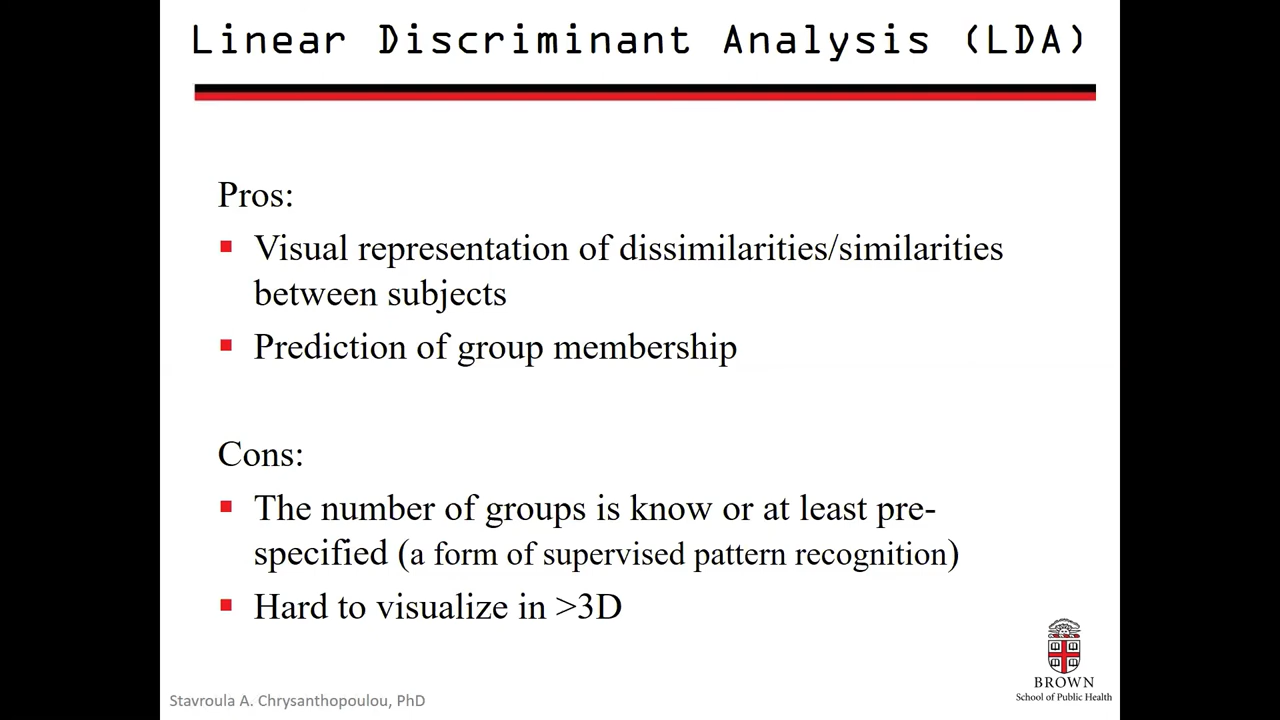 Linear Discriminant Analysis (LDA)
Pros:
Visual representation of dissimilarities/similarities
between subjects
Prediction of group membership
Cons:
The number of groups is know or at least pre-
specified (a form of supervised pattern recognition)
Hard to visualize in >3D
BROWN
School of Public Health
Stavroula A. Chrysanthopoulou, PhD